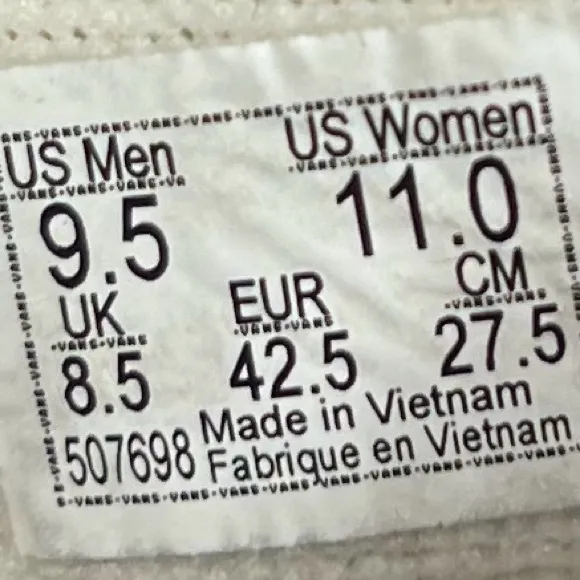 US Men US Women
9.5 11.0
UK EUR CM
8.5 42.5 27.5
507698 Made in Vietnam
Fabriqué en Vietnam